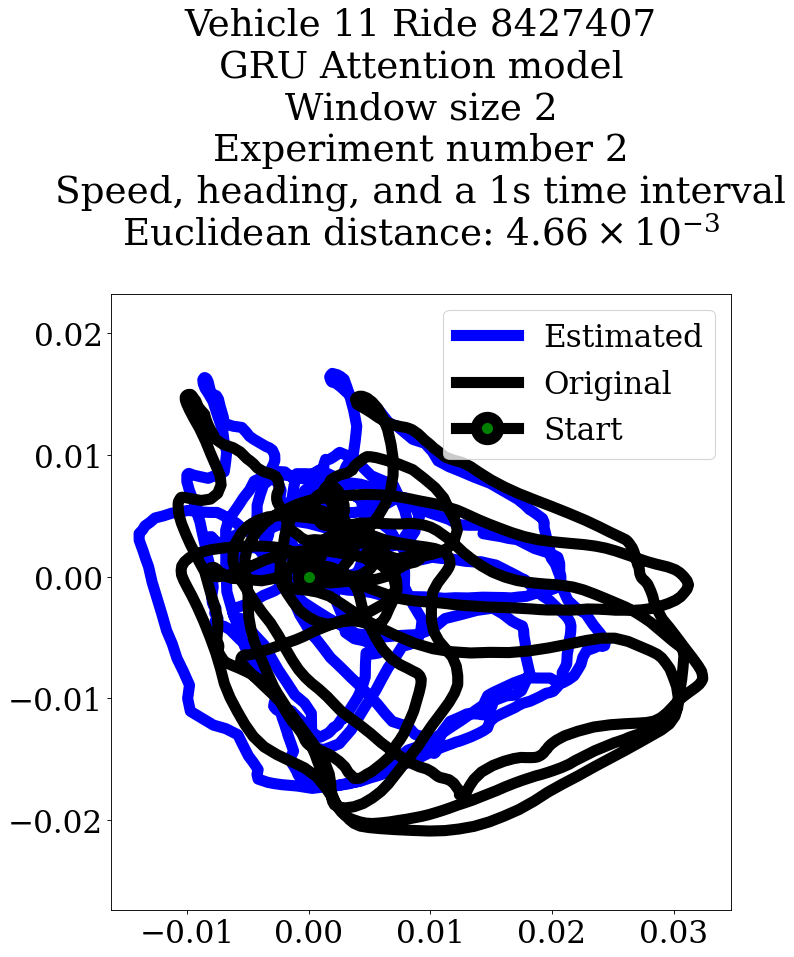 Vehicle 11 Ride 8427407
GRU Attention model
Window size 2
Experiment number 2
Speed, heading, and a 1s time interval
Euclidean distance: 4.66 × 10⁻³
0.02
0.01
0.00
−0.01
−0.02
Estimated
Original
Start
−0.01 0.00 0.01 0.02 0.03